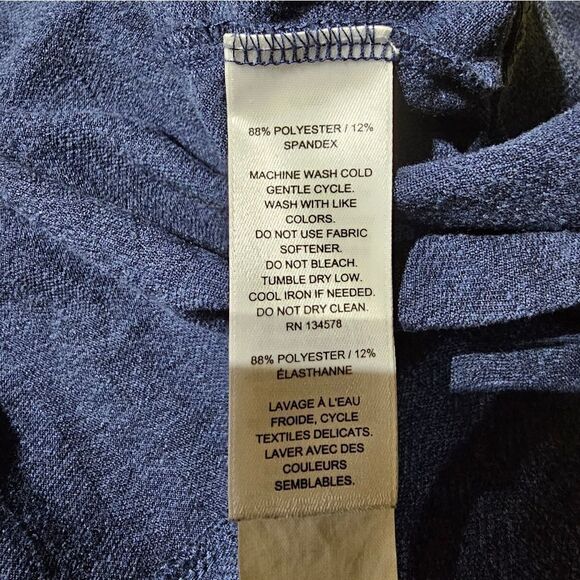 88% POLYESTER / 12%
SPANDEX
MACHINE WASH COLD
GENTLE CYCLE.
WASH WITH LIKE
COLORS.
DO NOT USE FABRIC
SOFTENER.
DO NOT BLEACH.
TUMBLE DRY LOW.
COOL IRON IF NEEDED.
DO NOT DRY CLEAN.
RN 134578
88% POLYESTER / 12%
ÉLASTHANNE
LAVAGE À L'EAU
FROIDE, CYCLE
TEXTILES DELICATS.
LAVER AVEC DES
COULEURS
SEMBLABLES.